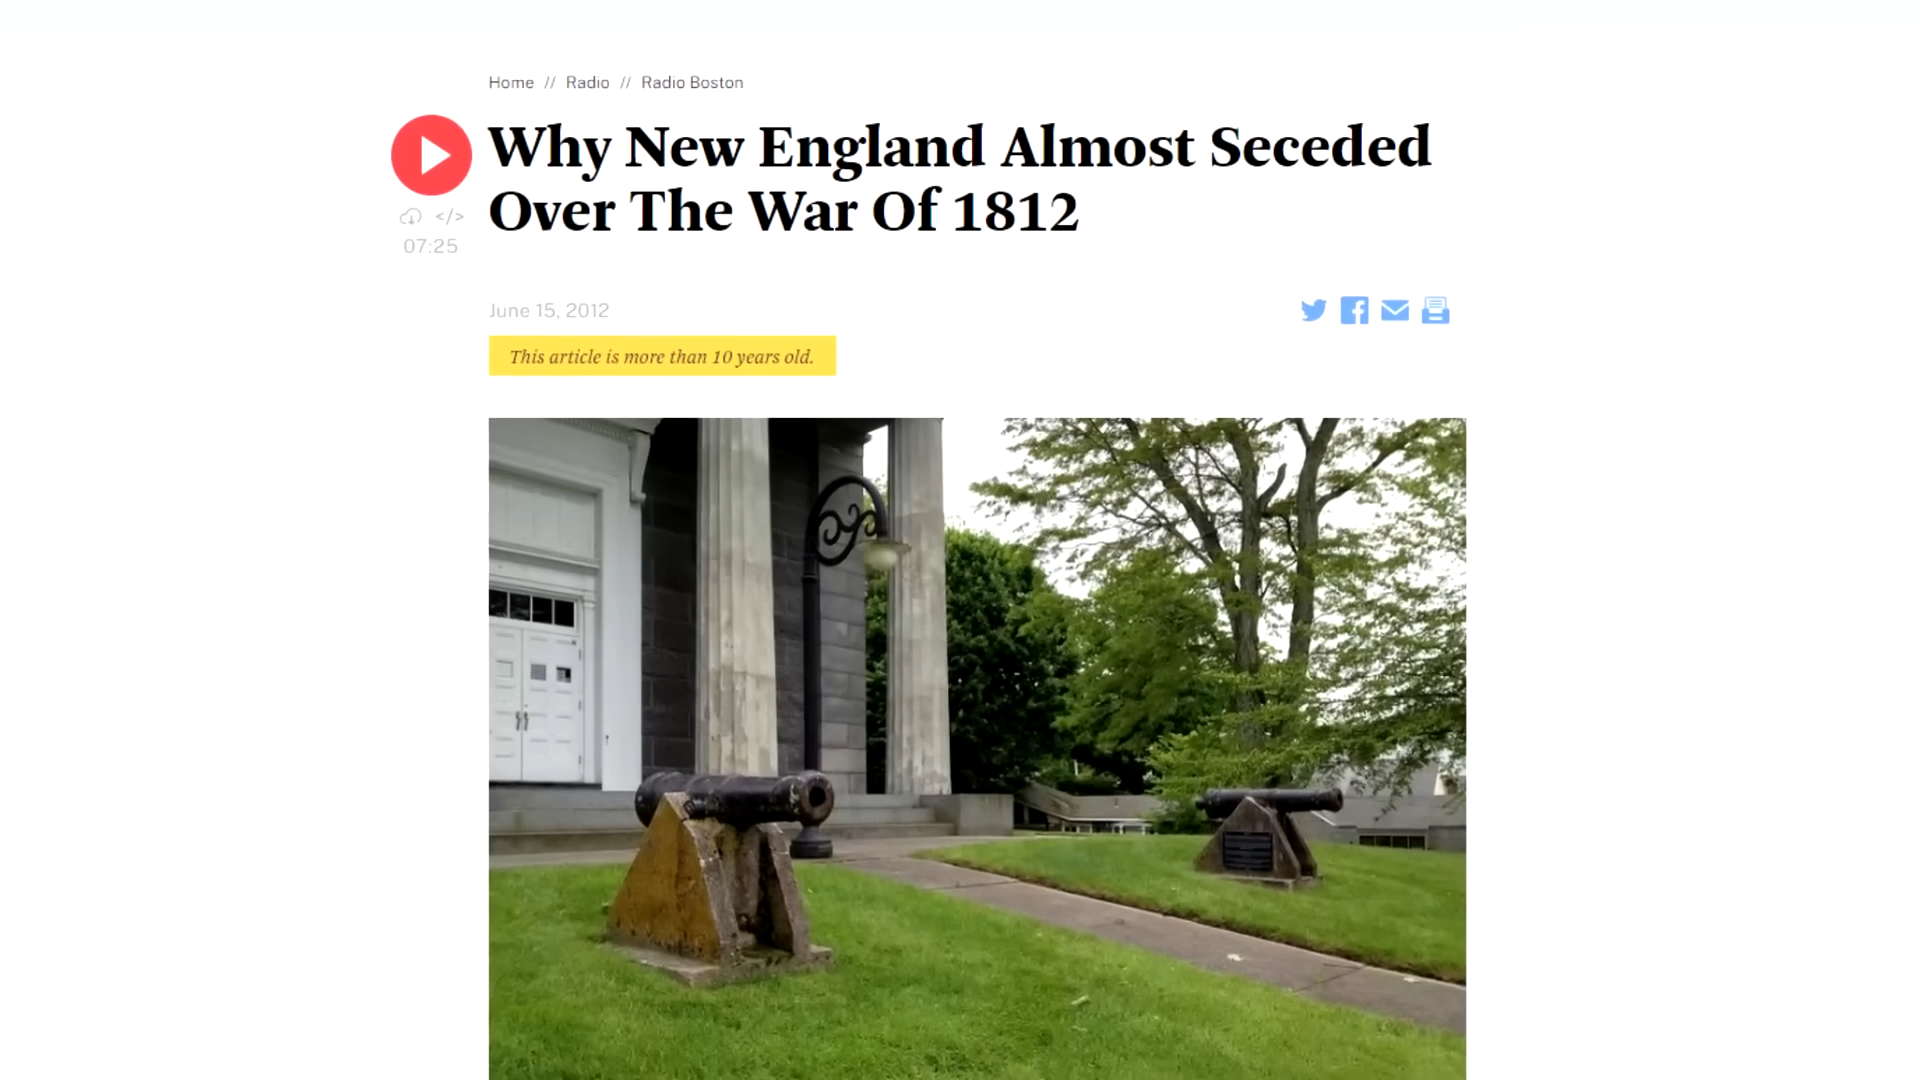 Home // Radio // Radio Boston
Why New England Almost Seceded
Over The War Of 1812
</>
07:25
June 15, 2012
This article is more than 10 years old.